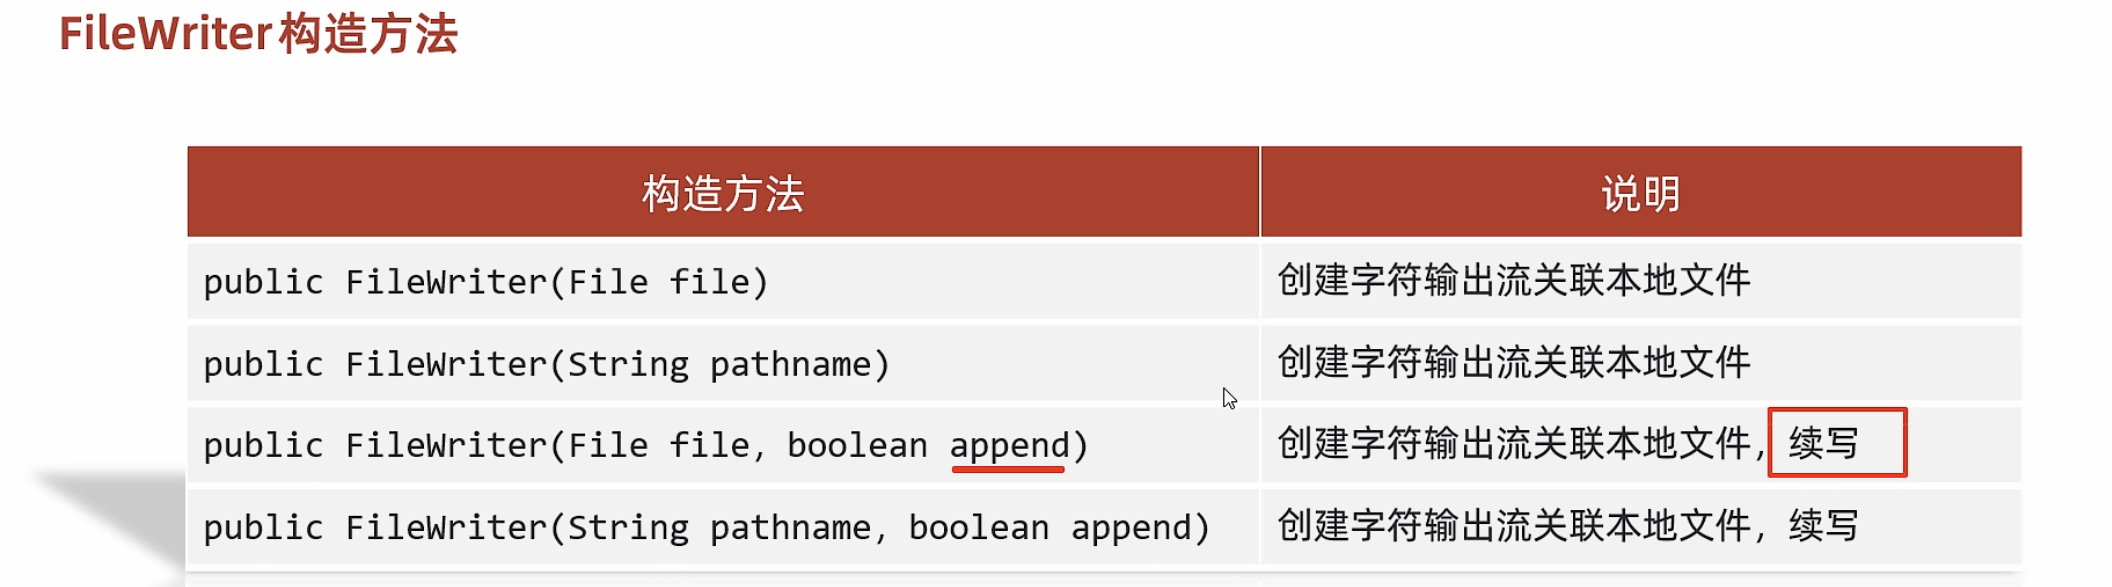 FileWriter构造方法
构造方法 说明
public FileWriter(File file) 创建字符输出流关联本地文件
public FileWriter(String pathname) 创建字符输出流关联本地文件
public FileWriter(File file, boolean append) 创建字符输出流关联本地文件, 续写
public FileWriter(String pathname, boolean append) 创建字符输出流关联本地文件, 续写